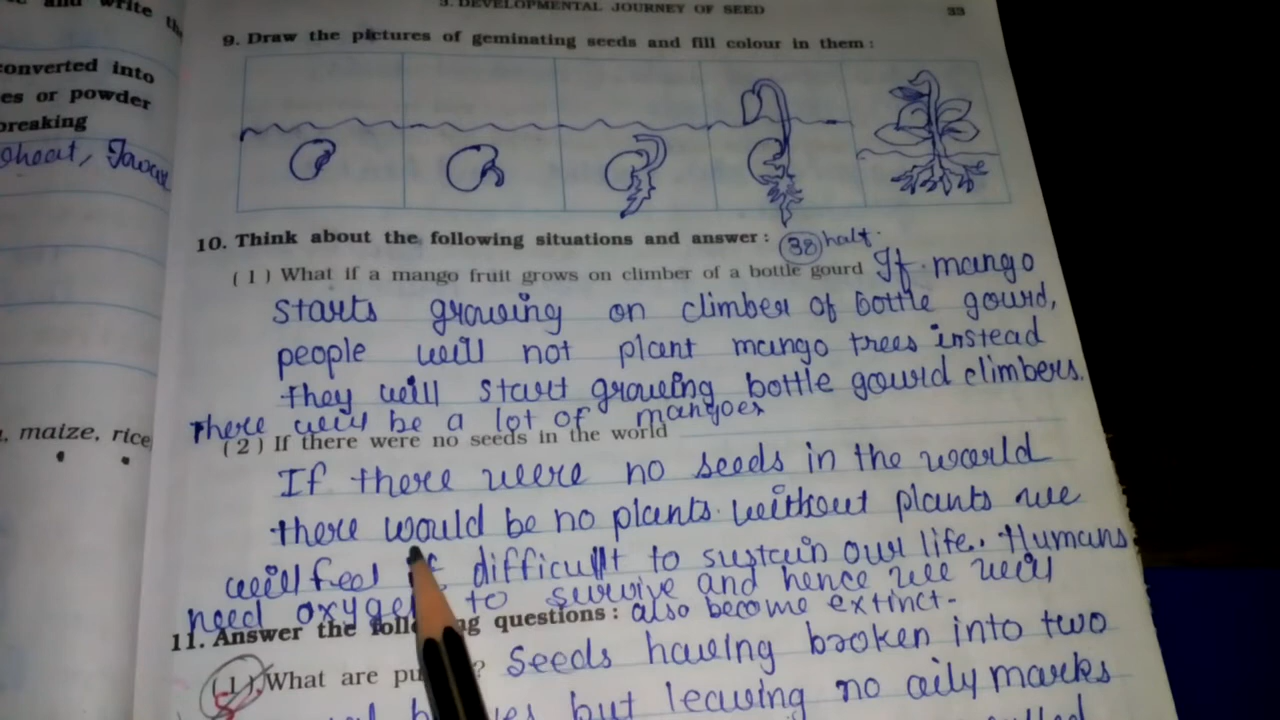 and write the
3. DEVELOPMENTAL JOURNEY OF SEED 33
9. Draw the pictures of geminating seeds and fill colour in them :
converted into
es or powder
breaking
10. Think about the following situations and answer : 38 half.
( 1 ) What if a mango fruit grows on climber of a bottle gourd If mango
starts growing on climber of bottle gourd,
people will not plant mango trees instead
they will start growing bottle gourd climbers.
There will be a lot of mangoes
, maize, rice
( 2 ) If there were no seeds in the world
If there were no seeds in the world
there would be no plants. without plants we
will feel difficult to sustain our life. Humans
need to survive and hence we will
also become extinct.
11. Answer the questions :
( 1 ) What are ? Seeds having broken into two
but leaving no oily marks